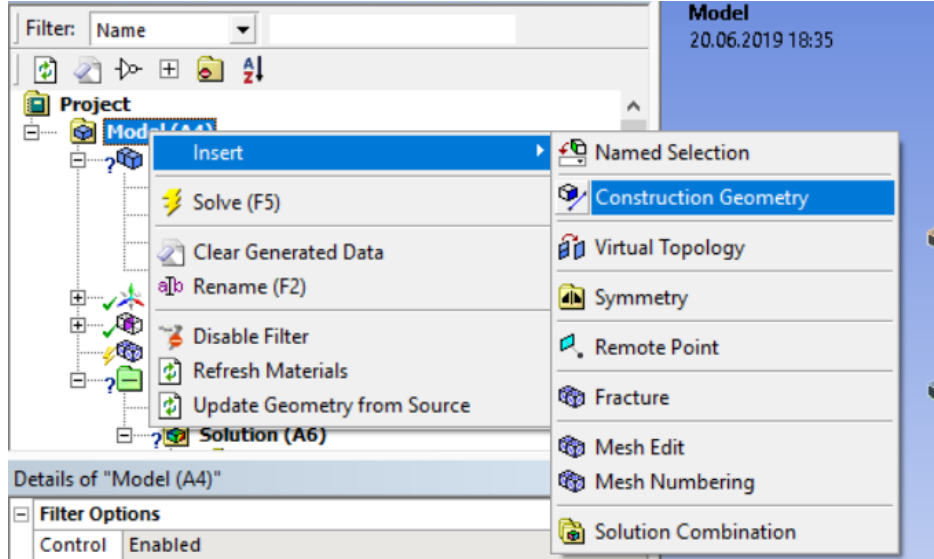 Filter: Name
Model
20.06.2019 18:35
Project
Model (A4)
Insert
Solve (F5)
Clear Generated Data
Rename (F2)
Disable Filter
Refresh Materials
Update Geometry from Source
Named Selection
Construction Geometry
Virtual Topology
Symmetry
Remote Point
Fracture
Mesh Edit
Mesh Numbering
Solution Combination
Solution (A6)
Details of "Model (A4)"
Filter Options
Control Enabled